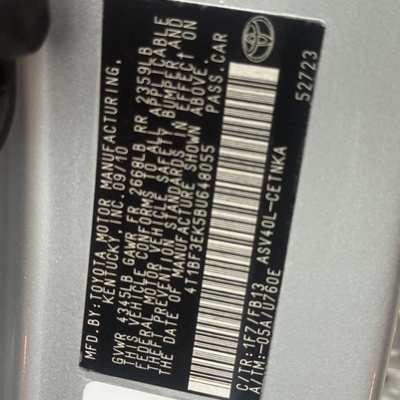 MFD.BY:TOYOTA MOTOR MANUFACTURING,
KENTUCKY, INC. 09/10
GVWR 4345LB GAWR FR 2668LB RR 2359LB
THIS VEHICLE CONFORMS TO ALL APPLICABLE
FEDERAL MOTOR VEHICLE SAFETY, BUMPER, AND
THEFT PREVENTION STANDARDS IN EFFECT ON
THE DATE OF MANUFACTURE SHOWN ABOVE.
4T1BF3EK5BU648055 PASS.CAR
C/TR:1F7/FB13 ASV40L-CETNKA
A/TM:-05A/U760E
52723
TOYOTA